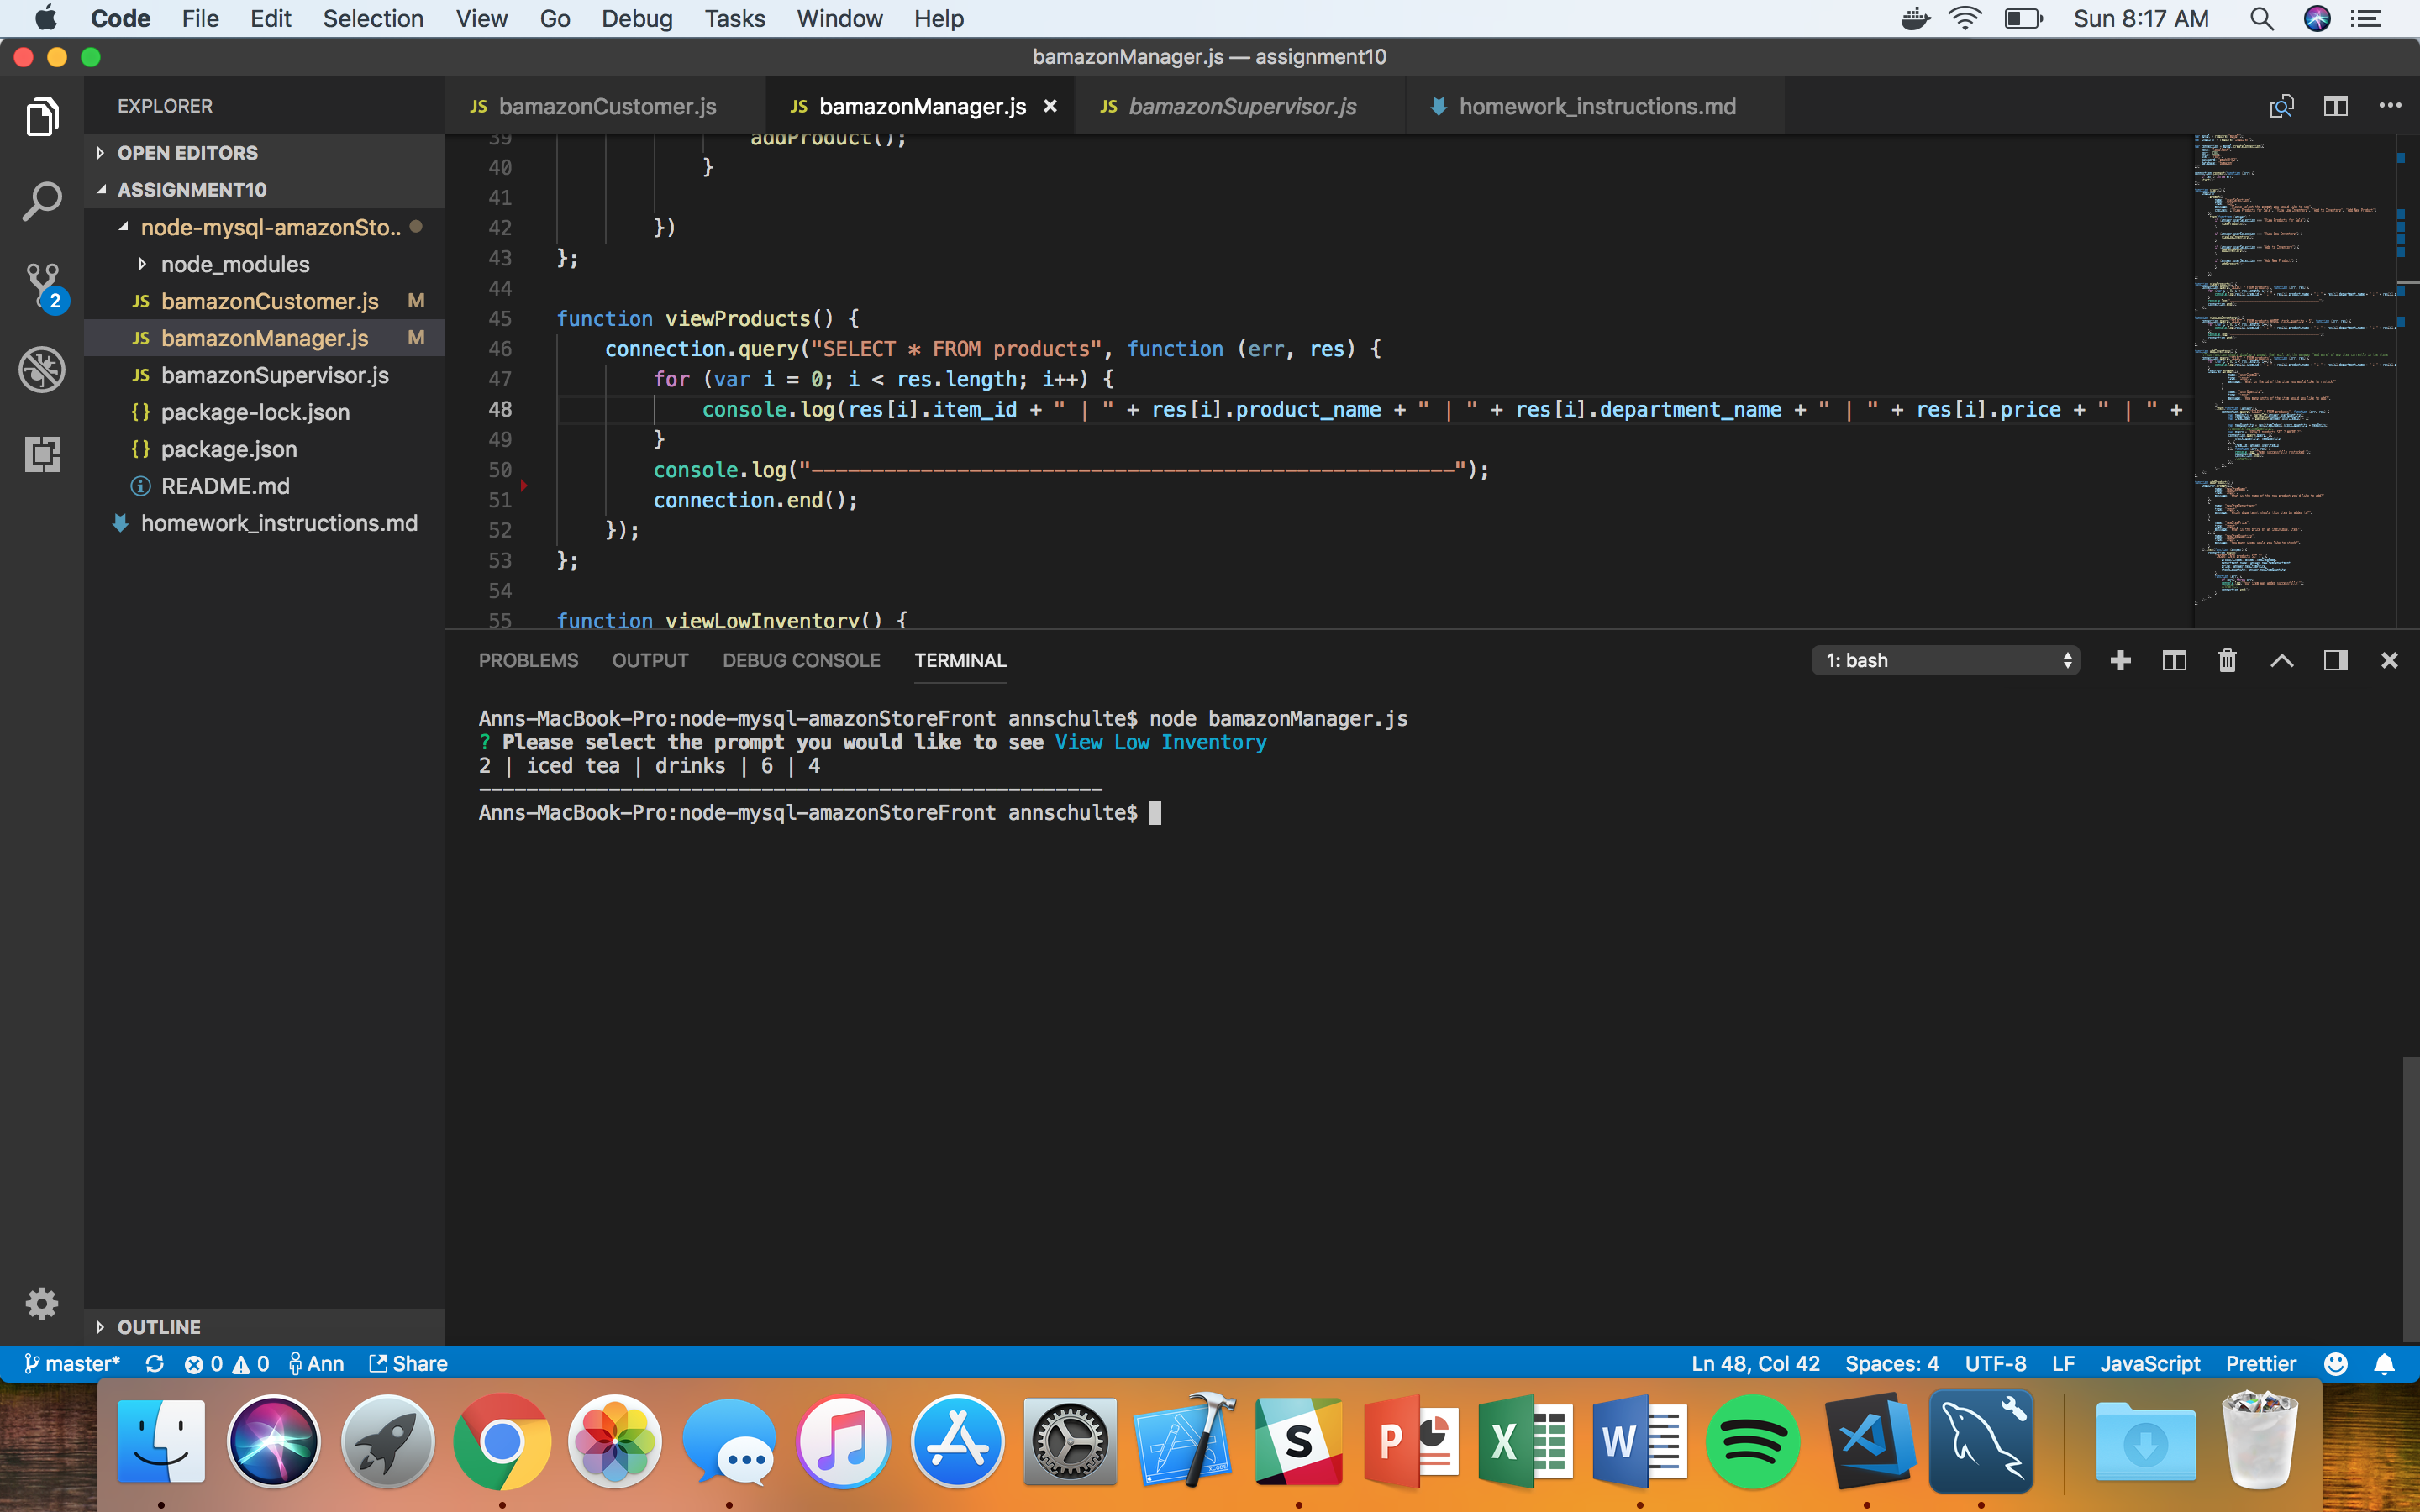 Code File Edit Selection View Go Debug Tasks Window Help Sun 8:17 AM
bamazonManager.js — assignment10
EXPLORER
OPEN EDITORS
ASSIGNMENT10
node-mysql-amazonSto..
node_modules
JS bamazonCustomer.js M
JS bamazonManager.js M
JS bamazonSupervisor.js
{} package-lock.json
{} package.json
README.md
homework_instructions.md
OUTLINE
2
JS bamazonCustomer.js JS bamazonManager.js × JS bamazonSupervisor.js homework_instructions.md
39 addProduct();
40 }
41
42 })
43 };
44
45 function viewProducts() {
46 connection.query("SELECT * FROM products", function (err, res) {
47 for (var i = 0; i < res.length; i++) {
48 console.log(res[i].item_id + " | " + res[i].product_name + " | " + res[i].department_name + " | " + res[i].price + " | " +
49 }
50 console.log("-----------------------------------------------------");
51 connection.end();
52 });
53 };
54
55 function viewLowInventory() {
PROBLEMS OUTPUT DEBUG CONSOLE TERMINAL 1: bash
Anns-MacBook-Pro:node-mysql-amazonStoreFront annschulte$ node bamazonManager.js
? Please select the prompt you would like to see View Low Inventory
2 | iced tea | drinks | 6 | 4
-----------------------------------------------------
Anns-MacBook-Pro:node-mysql-amazonStoreFront annschulte$
master* 0 0 Ann Share Ln 48, Col 42 Spaces: 4 UTF-8 LF JavaScript Prettier